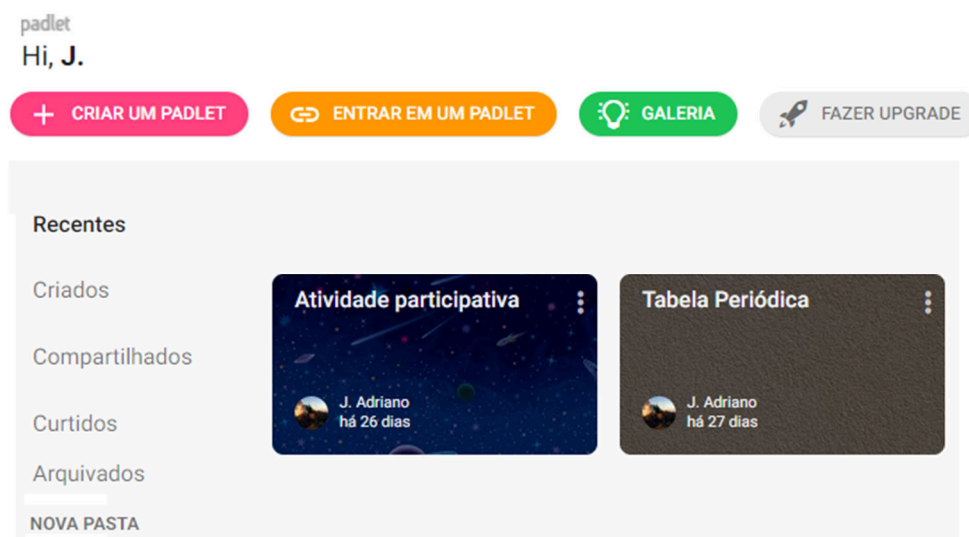 padlet
Hi, J.
CRIAR UM PADLET
ENTRAR EM UM PADLET
GALERIA
FAZER UPGRADE
Recentes
Criados
Compartilhados
Curtidos
Arquivados
NOVA PASTA
Atividade participativa
J. Adriano
há 26 dias
Tabela Periódica
J. Adriano
há 27 dias